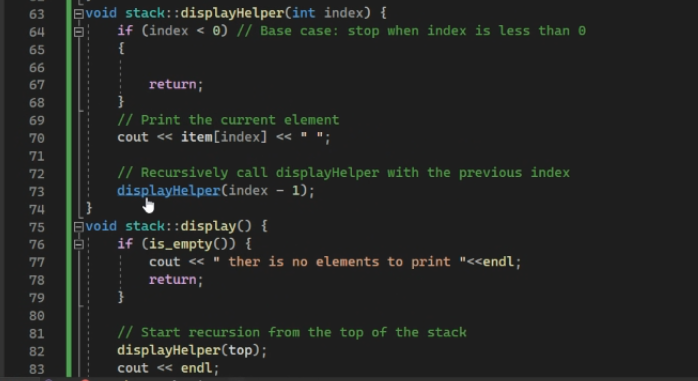 63 void stack::displayHelper(int index) {
64 if (index < 0) // Base case: stop when index is less than 0
65 {
66
67 return;
68 }
69 // Print the current element
70 cout << item[index] << " ";
71
72 // Recursively call displayHelper with the previous index
73 displayHelper(index - 1);
74 }
75 void stack::display() {
76 if (is_empty()) {
77 cout << " ther is no elements to print "<<endl;
78 return;
79 }
80
81 // Start recursion from the top of the stack
82 displayHelper(top);
83 cout << endl;